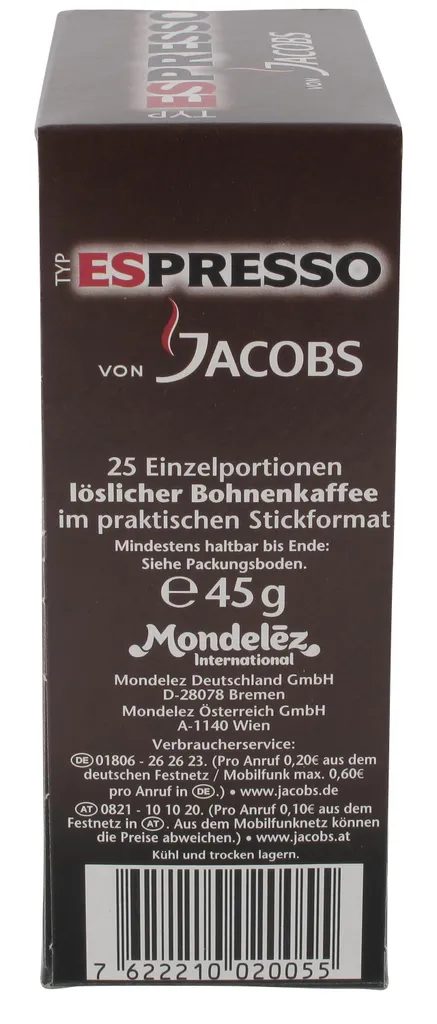 TYP ESPRESSO
VON JACOBS
TYP ESPRESSO
VON JACOBS
25 Einzelportionen
löslicher Bohnenkaffee
im praktischen Stickformat
Mindestens haltbar bis Ende:
Siehe Packungsboden.
℮ 45 g
Mondelēz
International
Mondelez Deutschland GmbH
D-28078 Bremen
Mondelez Österreich GmbH
A-1140 Wien
Verbraucherservice:
DE 01806 - 26 26 23. (Pro Anruf 0,20€ aus dem
deutschen Festnetz / Mobilfunk max. 0,60€
pro Anruf in DE.) • www.jacobs.de
AT 0821 - 10 10 20. (Pro Anruf 0,10€ aus dem
Festnetz in AT. Aus dem Mobilfunknetz können
die Preise abweichen.) • www.jacobs.at
Kühl und trocken lagern.
7 622210 020055